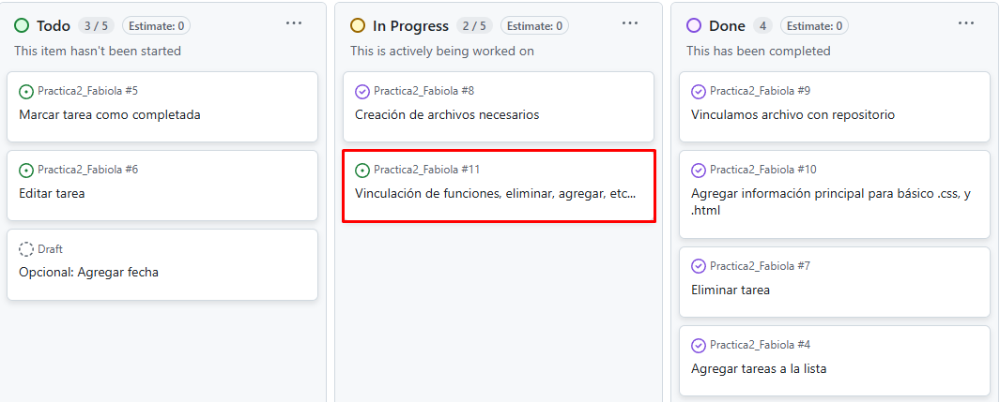 Todo 3 / 5 Estimate: 0 ...
This item hasn't been started
Practica2_Fabiola #5
Marcar tarea como completada
Practica2_Fabiola #6
Editar tarea
Draft
Opcional: Agregar fecha
In Progress 2 / 5 Estimate: 0 ...
This is actively being worked on
Practica2_Fabiola #8
Creación de archivos necesarios
Practica2_Fabiola #11
Vinculación de funciones, eliminar, agregar, etc...
Done 4 Estimate: 0 ...
This has been completed
Practica2_Fabiola #9
Vinculamos archivo con repositorio
Practica2_Fabiola #10
Agregar información principal para básico .css, y
.html
Practica2_Fabiola #7
Eliminar tarea
Practica2_Fabiola #4
Agregar tareas a la lista